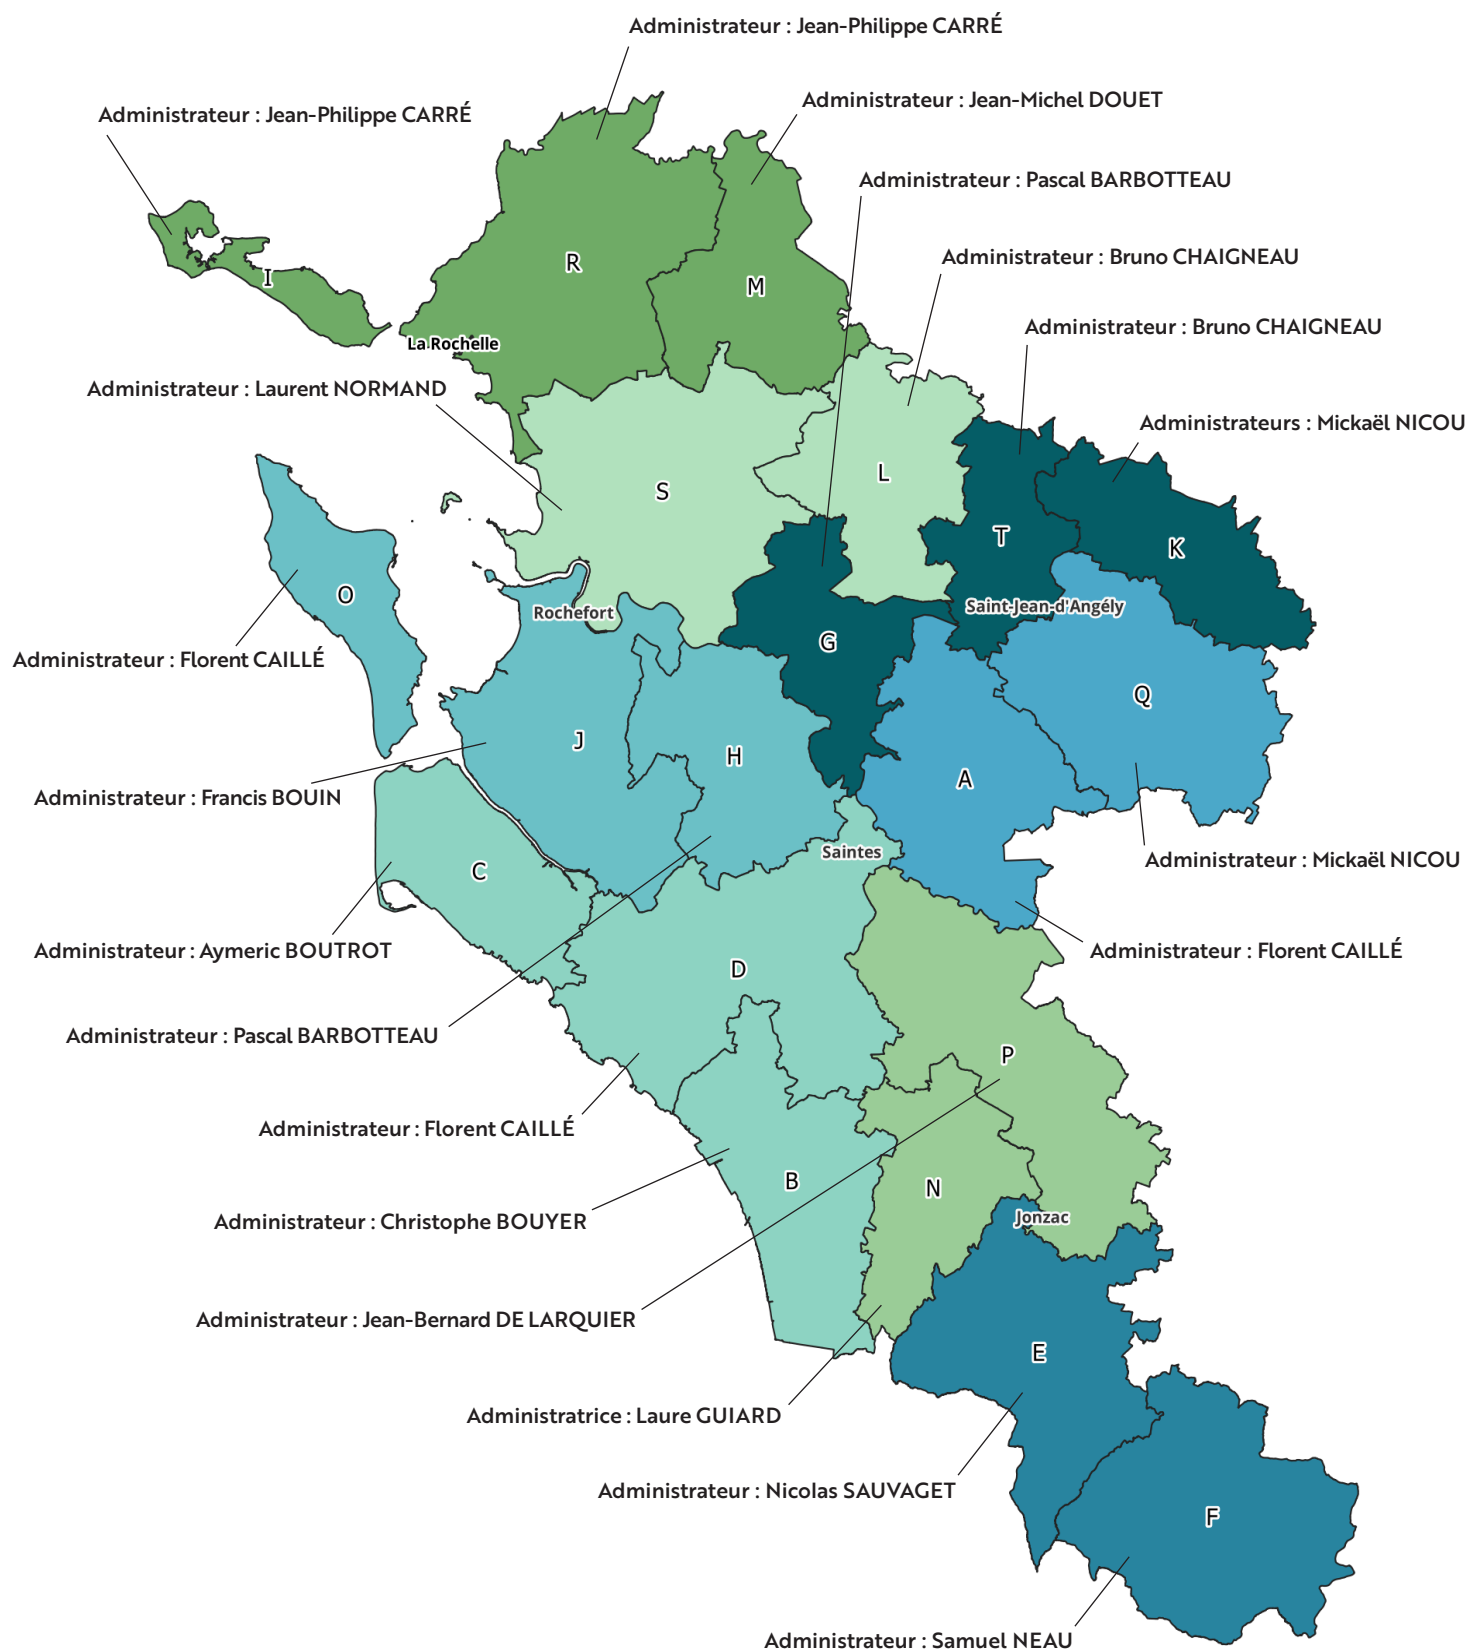 Administrateur : Jean-Philippe CARRÉ
Administrateur : Jean-Michel DOUET
Administrateur : Jean-Philippe CARRÉ
Administrateur : Pascal BARBOTTEAU
Administrateur : Bruno CHAIGNEAU
R
I
M
Administrateur : Bruno CHAIGNEAU
La Rochelle
Administrateur : Laurent NORMAND
Administrateurs : Mickaël NICOU
L
S
T
K
O
Saint-Jean-d'Angély
Rochefort
G
Administrateur : Florent CAILLÉ
Q
J
H
A
Administrateur : Francis BOUIN
Saintes
Administrateur : Mickaël NICOU
C
Administrateur : Aymeric BOUTROT
Administrateur : Florent CAILLÉ
D
Administrateur : Pascal BARBOTTEAU
P
Administrateur : Florent CAILLÉ
B
N
Jonzac
Administrateur : Christophe BOUYER
Administrateur : Jean-Bernard DE LARQUIER
E
Administratrice : Laure GUIARD
Administrateur : Nicolas SAUVAGET
F
Administrateur : Samuel NEAU